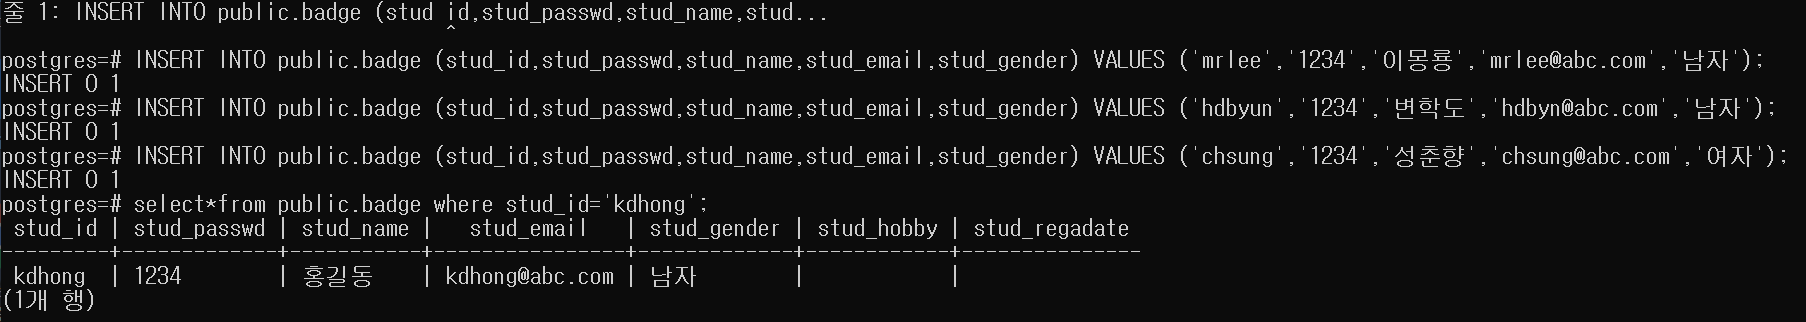 줄 1: INSERT INTO public.badge (stud id,stud_passwd,stud_name,stud...
^
postgres=# INSERT INTO public.badge (stud_id,stud_passwd,stud_name,stud_email,stud_gender) VALUES ('mrlee','1234','이몽룡','mrlee@abc.com','남자');
INSERT 0 1
postgres=# INSERT INTO public.badge (stud_id,stud_passwd,stud_name,stud_email,stud_gender) VALUES ('hdbyun','1234','변학도','hdbyn@abc.com','남자');
INSERT 0 1
postgres=# INSERT INTO public.badge (stud_id,stud_passwd,stud_name,stud_email,stud_gender) VALUES ('chsung','1234','성춘향','chsung@abc.com','여자');
INSERT 0 1
postgres=# select*from public.badge where stud_id='kdhong';
stud_id | stud_passwd | stud_name | stud_email | stud_gender | stud_hobby | stud_regadate
---------+-------------+-----------+----------------+-------------+------------+---------------
kdhong | 1234 | 홍길동 | kdhong@abc.com | 남자 | |
(1개 행)